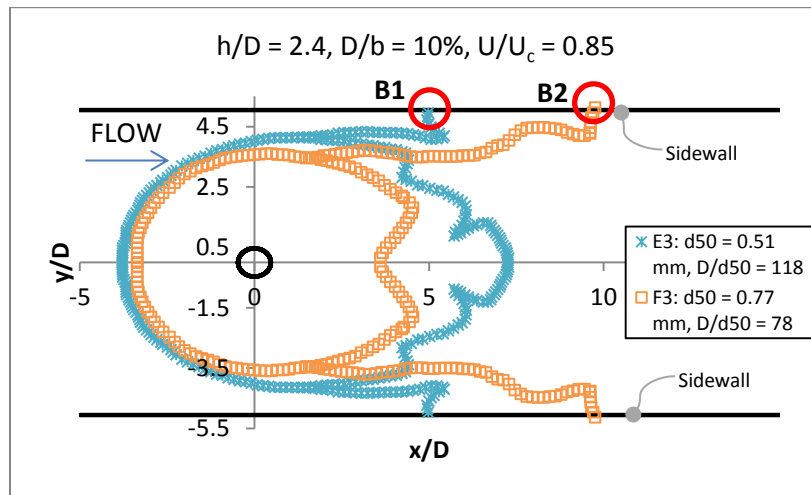 h/D = 2.4, D/b = 10%, U/Uc = 0.85
B1
B2
FLOW
4.5
Sidewall
2.5
0.5
y/D
-5
0
5
10
E3: d50 = 0.51
mm, D/d50 = 118
-1.5
F3: d50 = 0.77
mm, D/d50 = 78
-3.5
Sidewall
-5.5
x/D